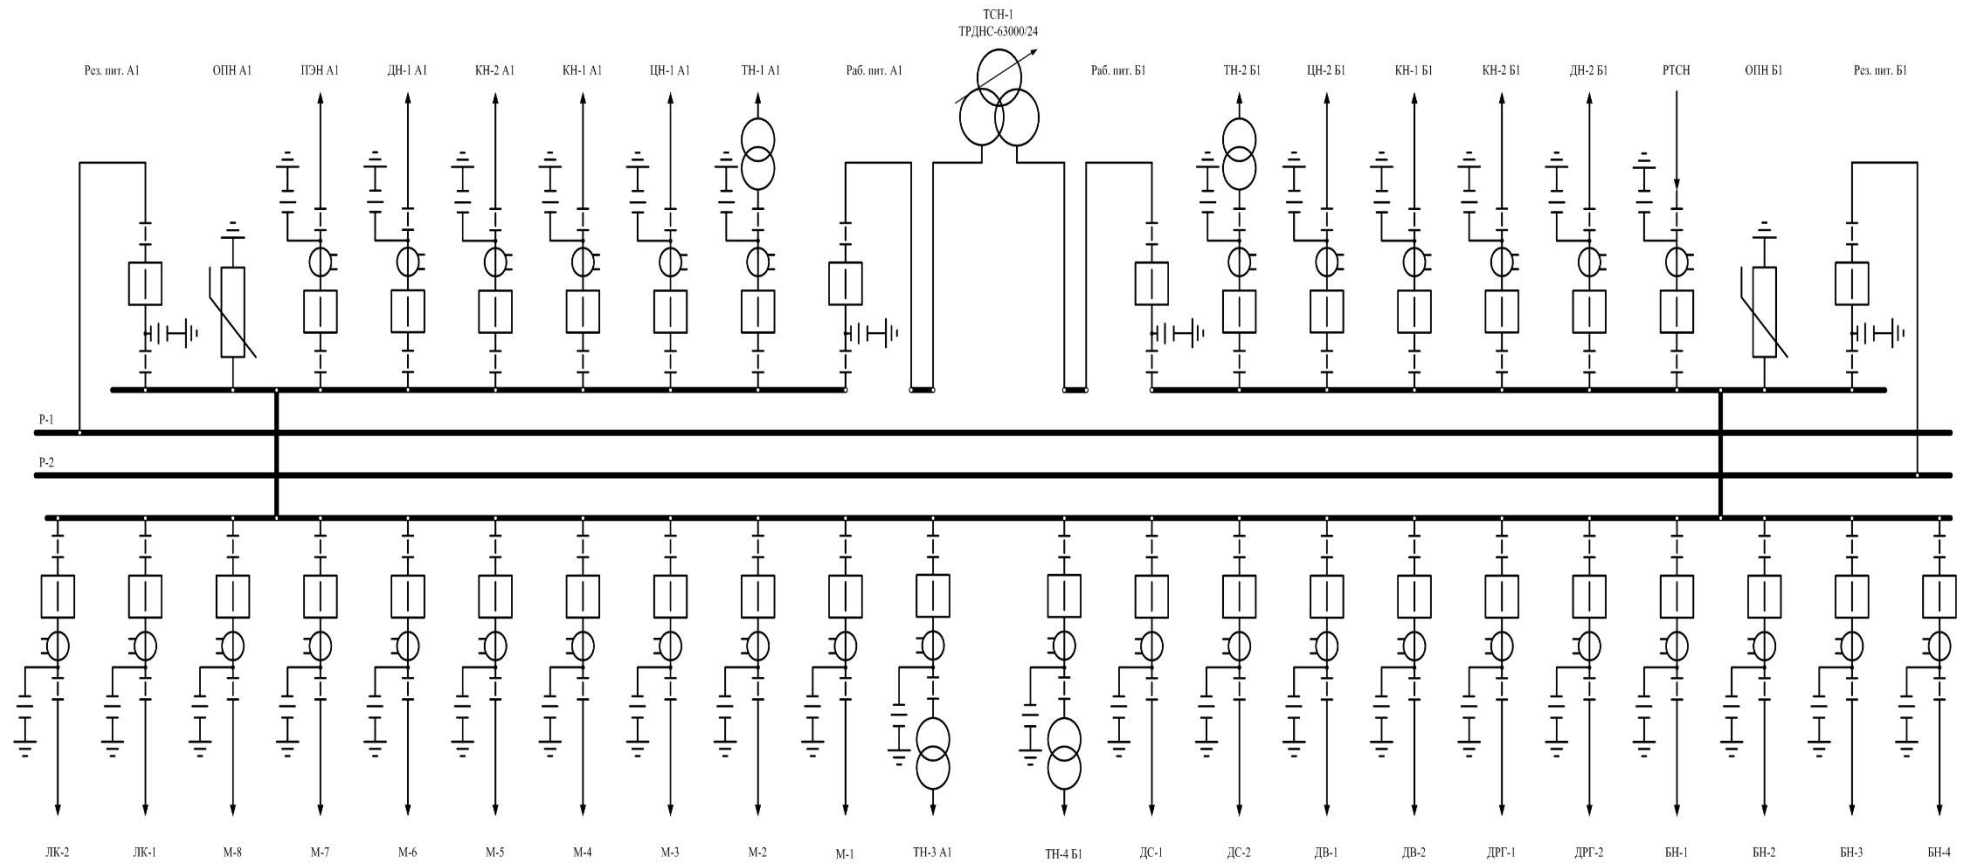 ТСН-1
ТРДНС-63000/24
Рез. пит. А1
ОПН А1
ПЭН А1
ДН-1 А1
КН-2 А1
КН-1 А1
ЦН-1 А1
ТН-1 А1
Раб. пит. А1
Раб. пит. Б1
ТН-2 Б1
ЦН-2 Б1
КН-1 Б1
КН-2 Б1
ДН-2 Б1
РТСН
ОПН Б1
Рез. пит. Б1
Р-1
Р-2
ЛК-2
ЛК-1
М-8
М-7
М-6
М-5
М-4
М-3
М-2
М-1
ТН-3 А1
ТН-4 Б1
ДС-1
ДС-2
ДВ-1
ДВ-2
ДРГ-1
ДРГ-2
БН-1
БН-2
БН-3
БН-4